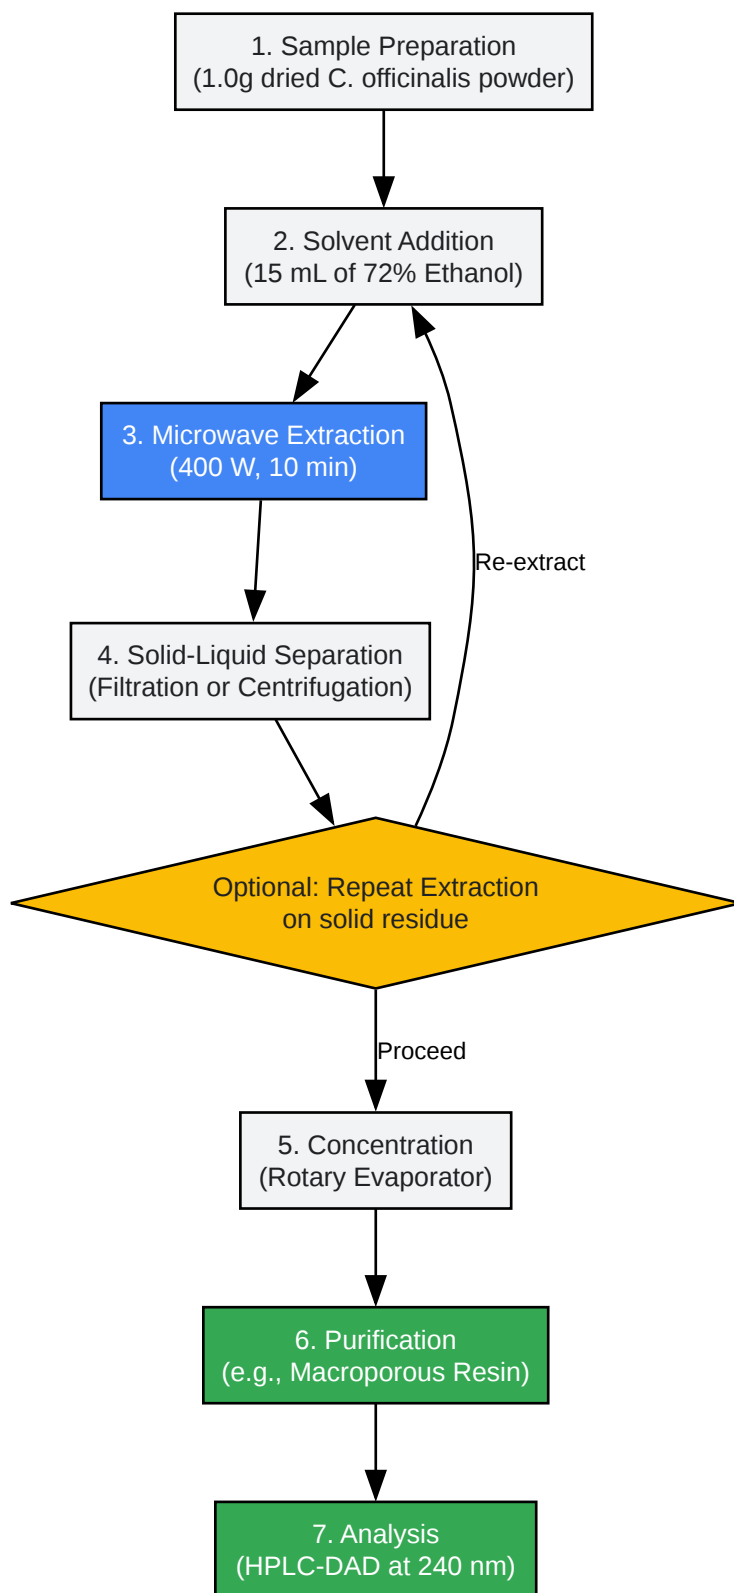 1. Sample Preparation
(1.0g dried C. officinalis powder)
2. Solvent Addition
(15 mL of 72% Ethanol)
3. Microwave Extraction
(400 W, 10 min)
Re-extract
4. Solid-Liquid Separation
(Filtration or Centrifugation)
Optional: Repeat Extraction
on solid residue
Proceed
5. Concentration
(Rotary Evaporator)
6. Purification
(e.g., Macroporous Resin)
7. Analysis
(HPLC-DAD at 240 nm)